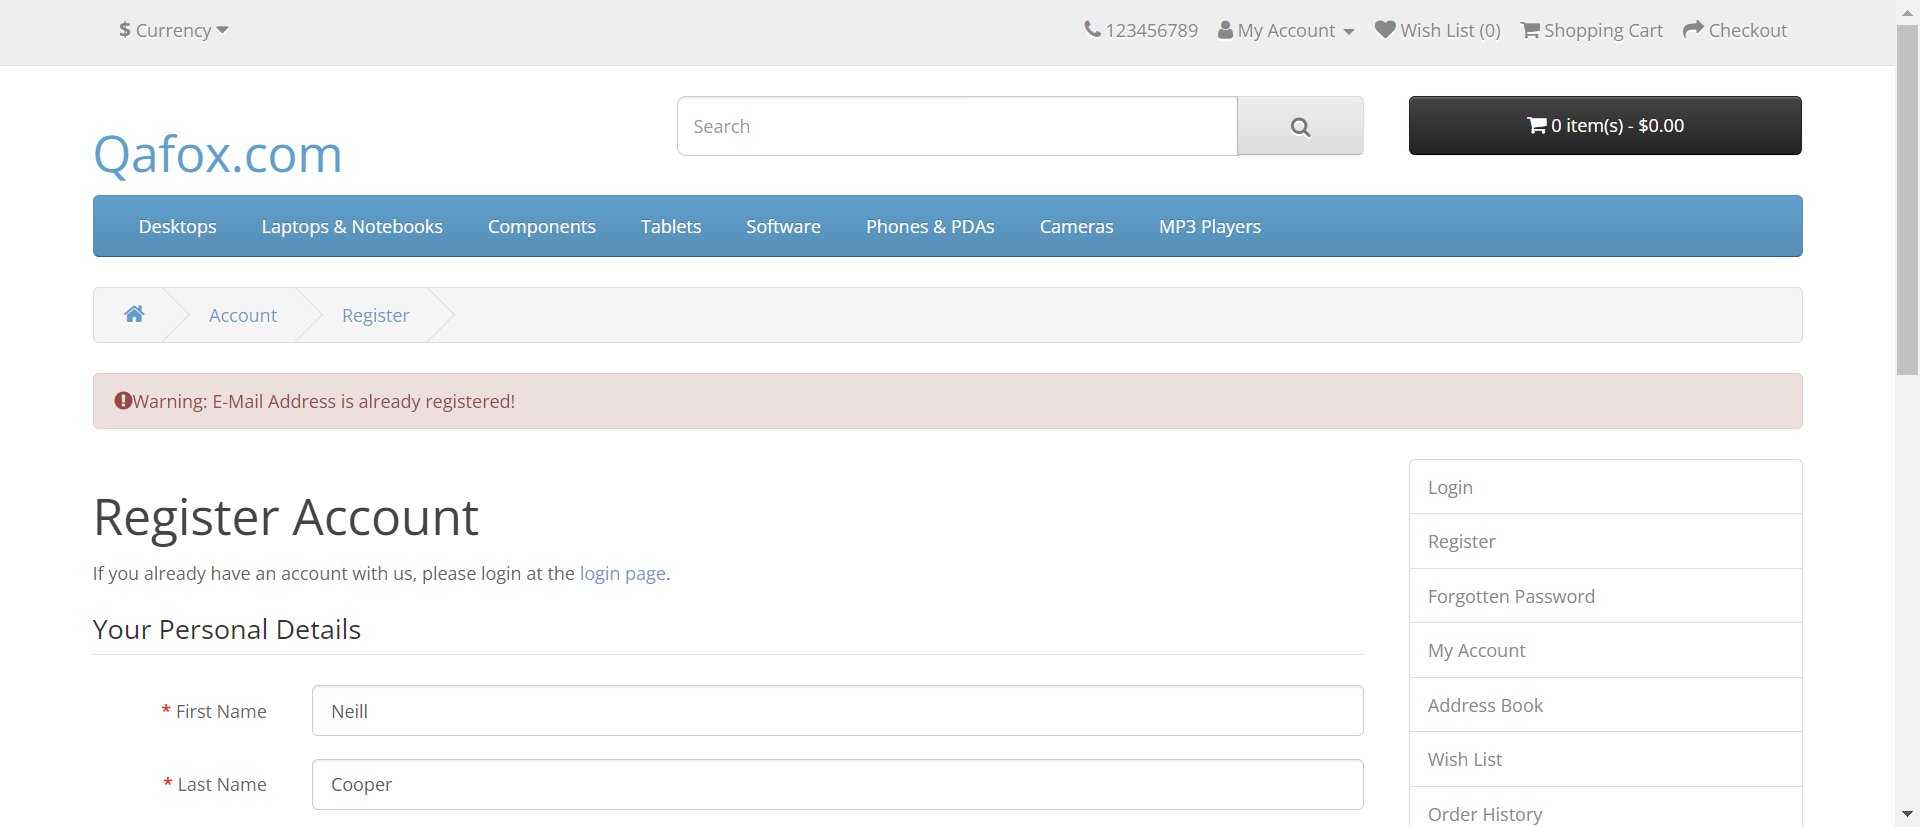 $ Currency
123456789 My Account Wish List (0) Shopping Cart Checkout
Qafox.com
Search
0 item(s) - $0.00
Desktops Laptops & Notebooks Components Tablets Software Phones & PDAs Cameras MP3 Players
Account Register
Warning: E-Mail Address is already registered!
Register Account
If you already have an account with us, please login at the login page.
Your Personal Details
* First Name Neill
* Last Name Cooper
Login
Register
Forgotten Password
My Account
Address Book
Wish List
Order History